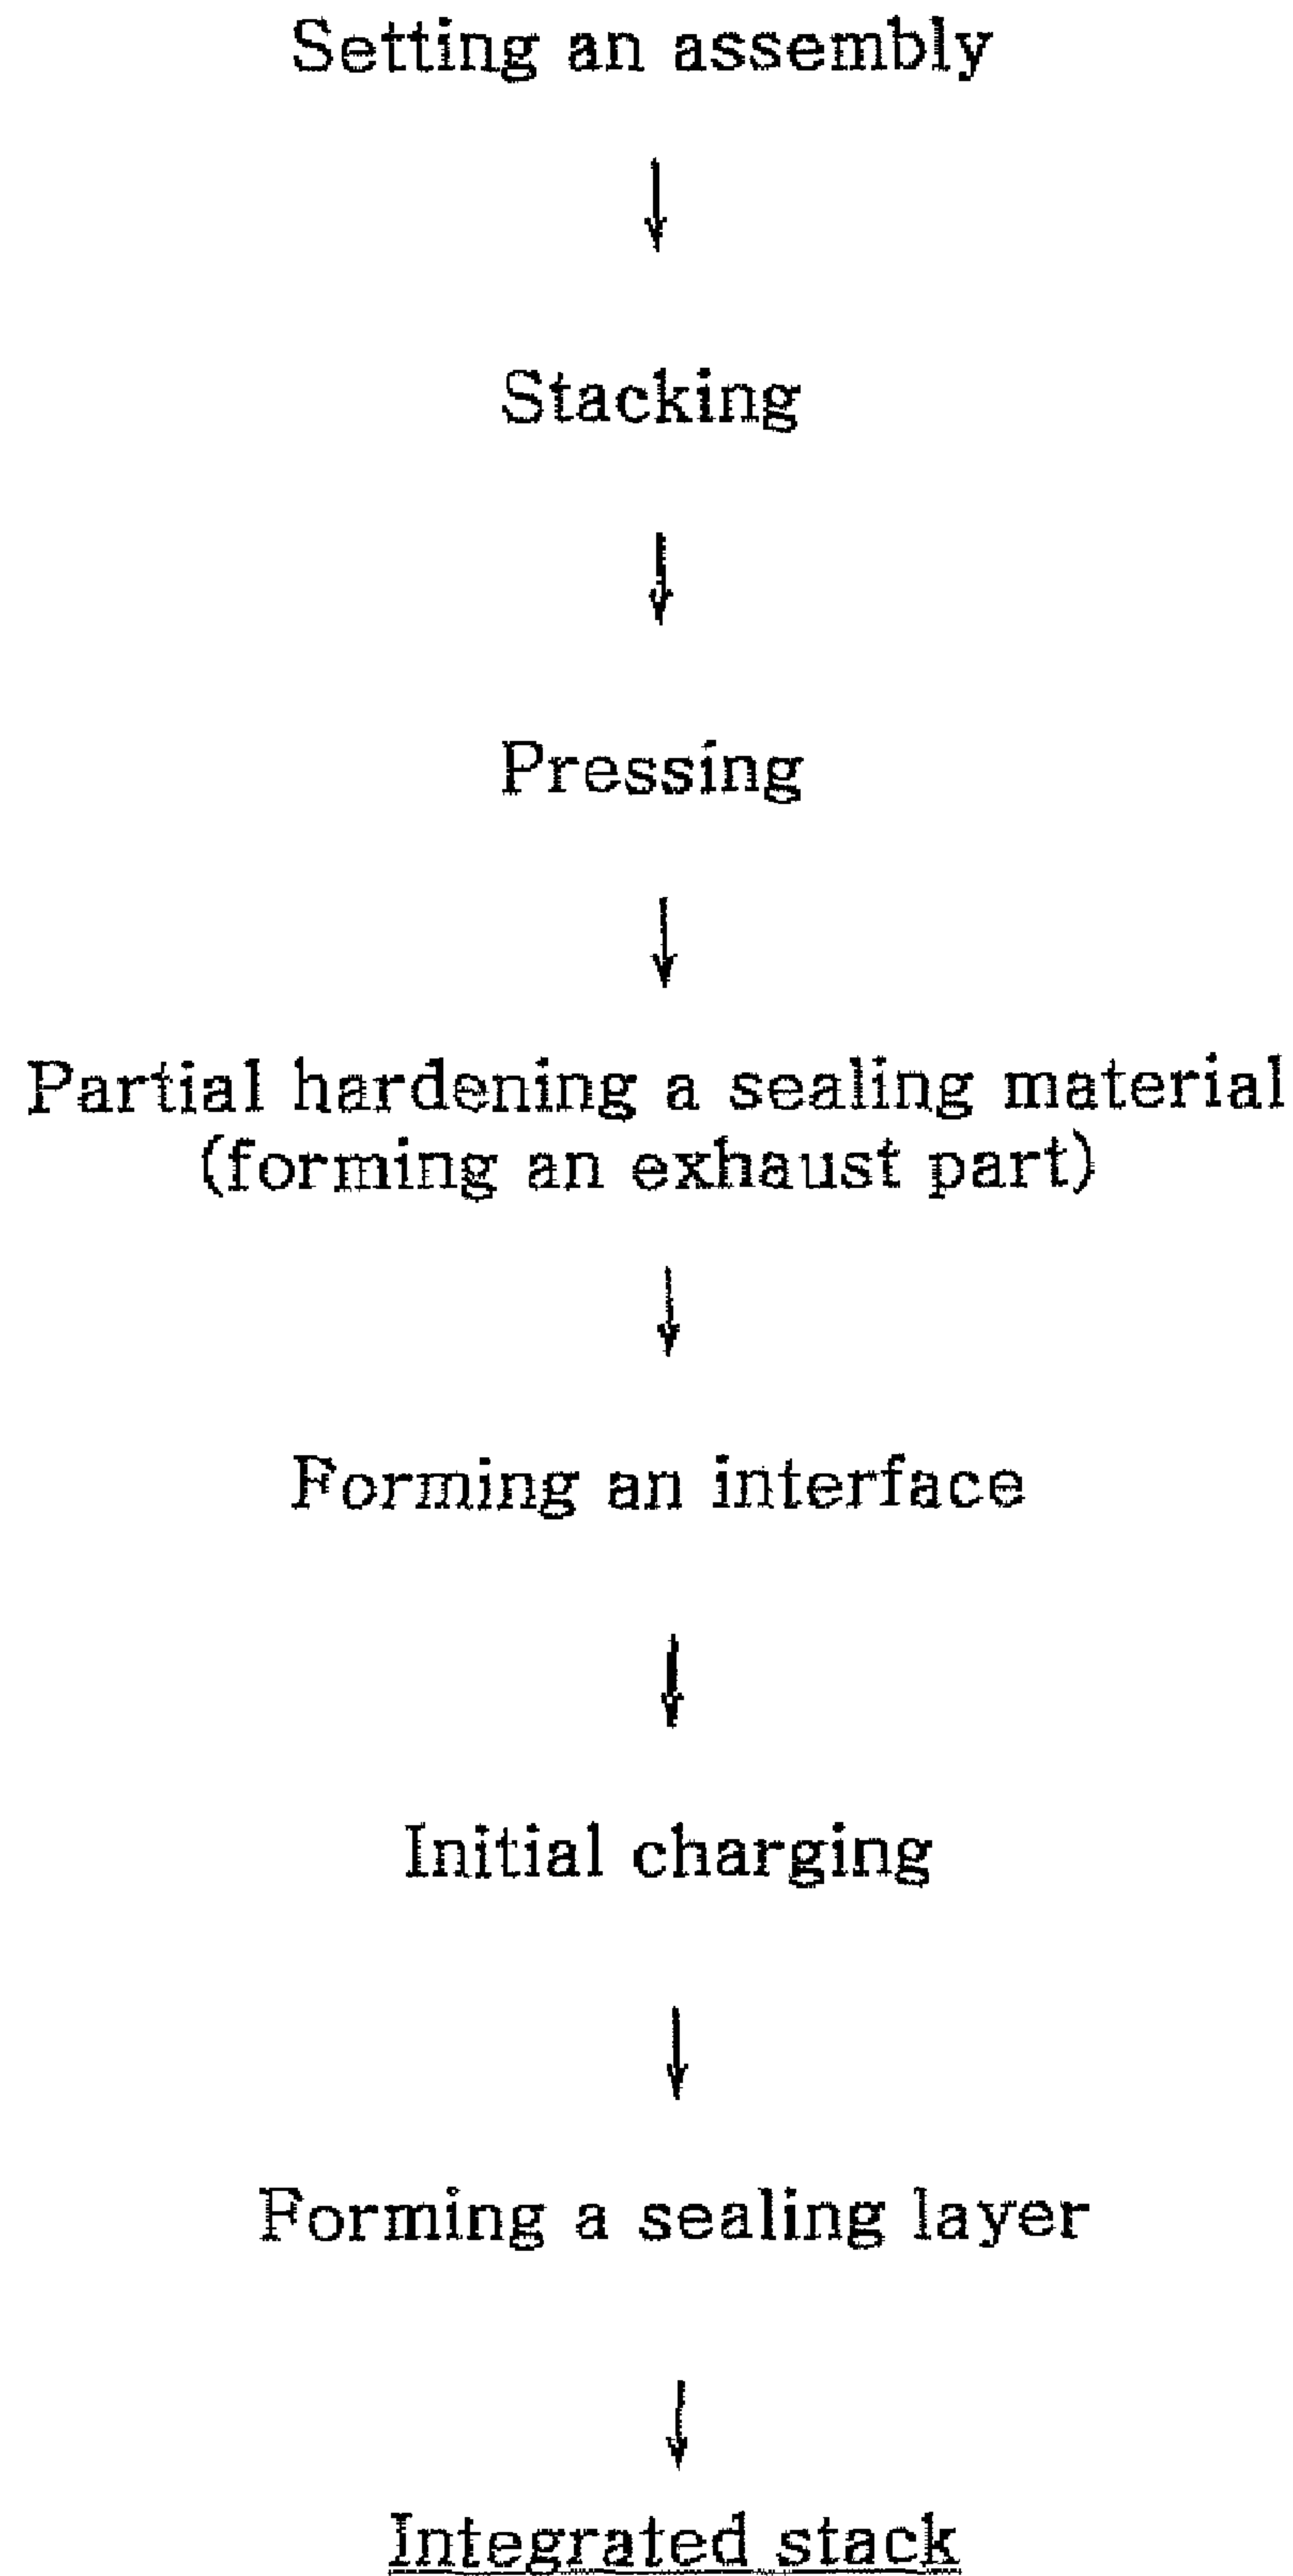 Setting an assembly
↓
Stacking
↓
Pressing
↓
Partial hardening a sealing material
(forming an exhaust part)
↓
Forming an interface
↓
Initial charging
↓
Forming a sealing layer
↓
Integrated stack